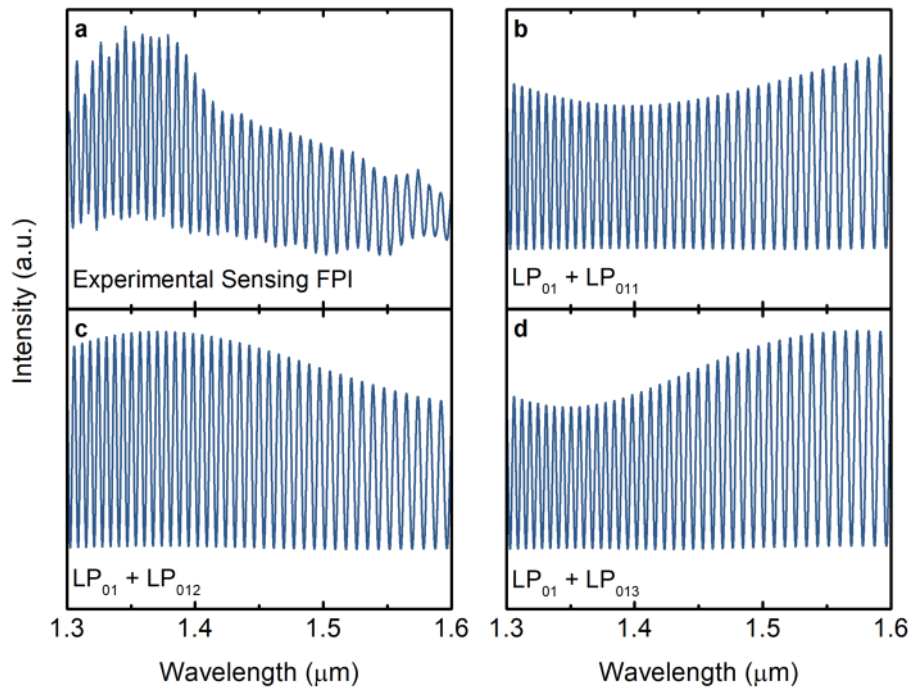 a
b
Experimental Sensing FPI
LP₀₁ + LP₀₁₁
c
d
LP₀₁ + LP₀₁₂
LP₀₁ + LP₀₁₃
Intensity (a.u.)
1.3 1.4 1.5 1.6
1.3 1.4 1.5 1.6
Wavelength (μm)
Wavelength (μm)